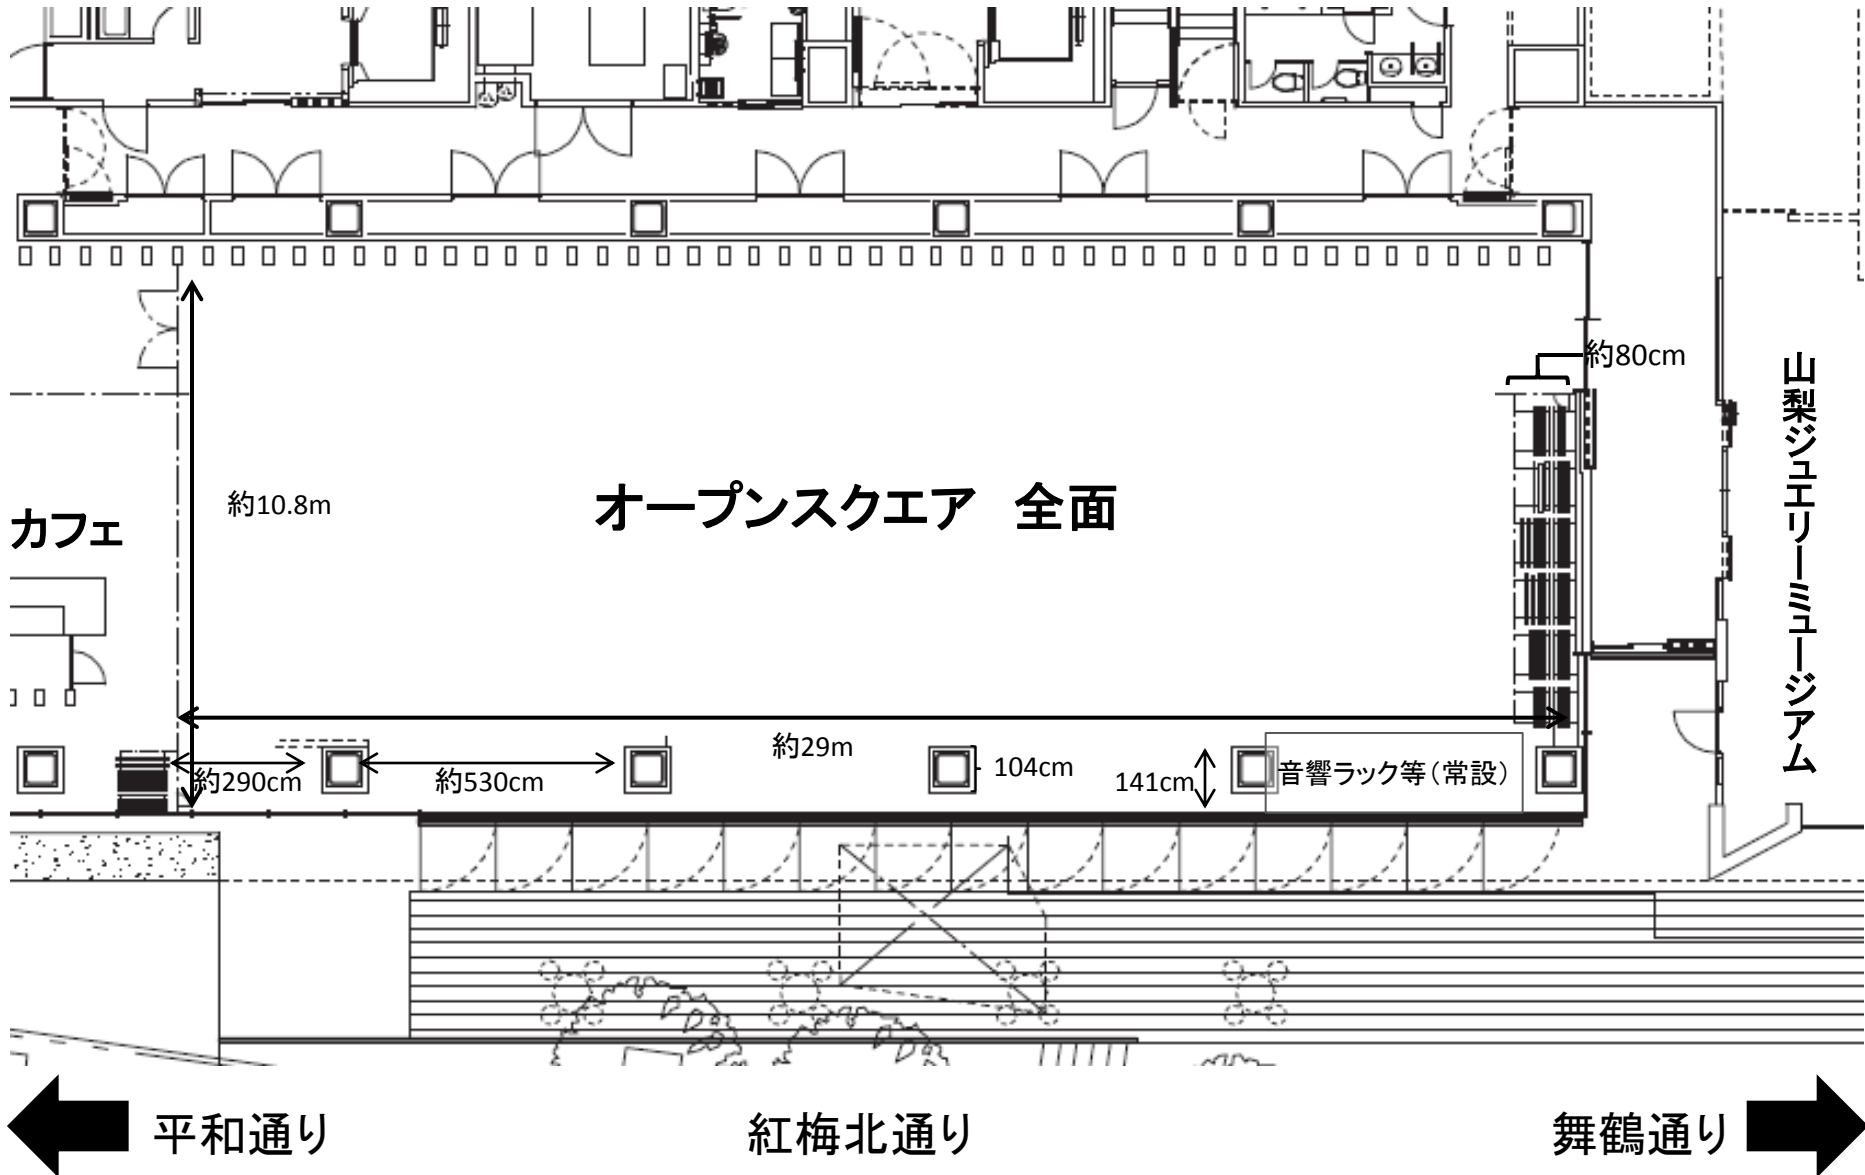 約80cm
山梨ジュエリーミュージアム
約10.8m
オープンスクエア 全面
カフェ
約29m
約290cm
約530cm
104cm
141cm
音響ラック等(常設)
平和通り
紅梅北通り
舞鶴通り